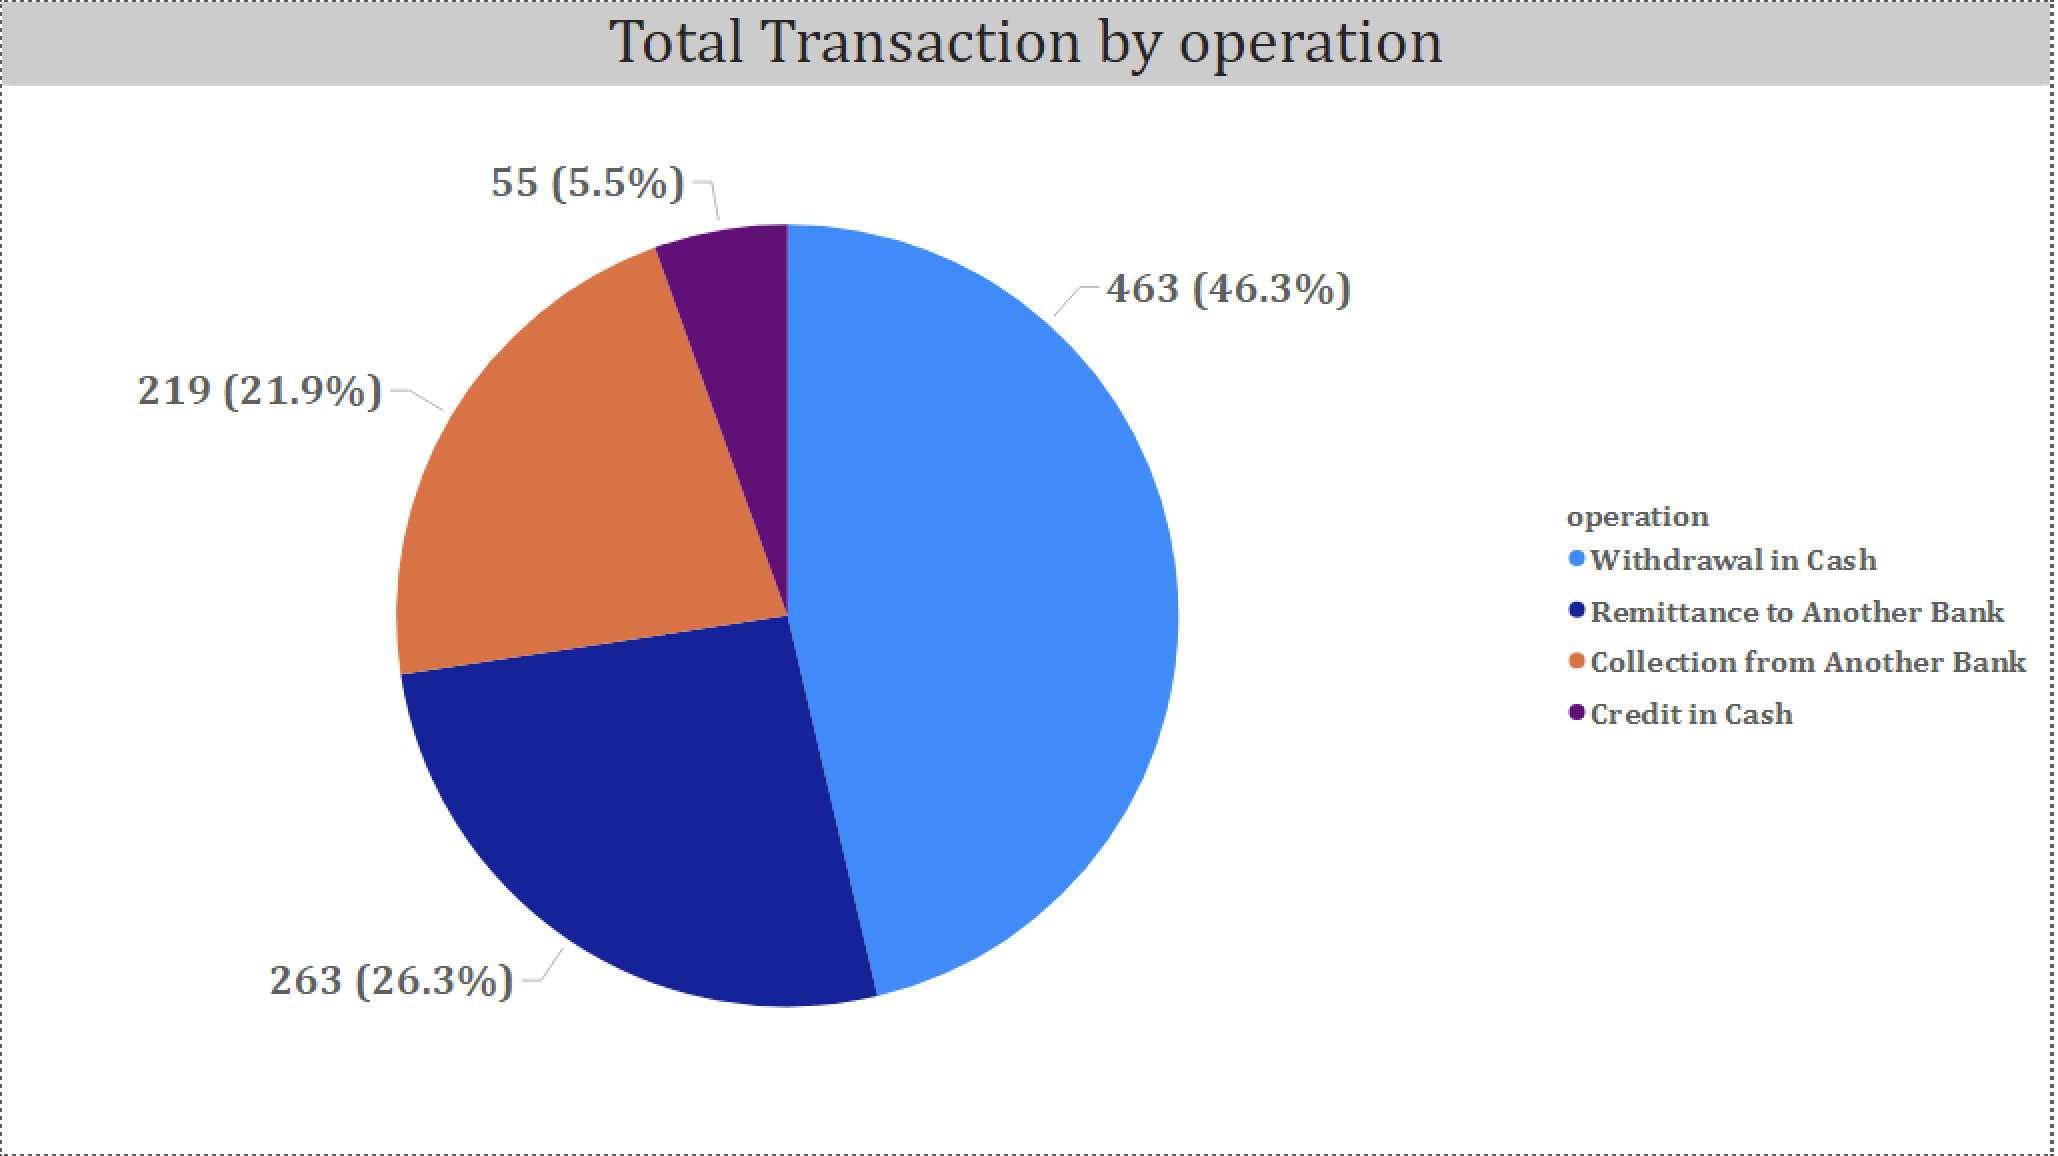 Total Transaction by operation
55 (5.5%)
463 (46.3%)
219 (21.9%)
263 (26.3%)
operation
Withdrawal in Cash
Remittance to Another Bank
Collection from Another Bank
Credit in Cash